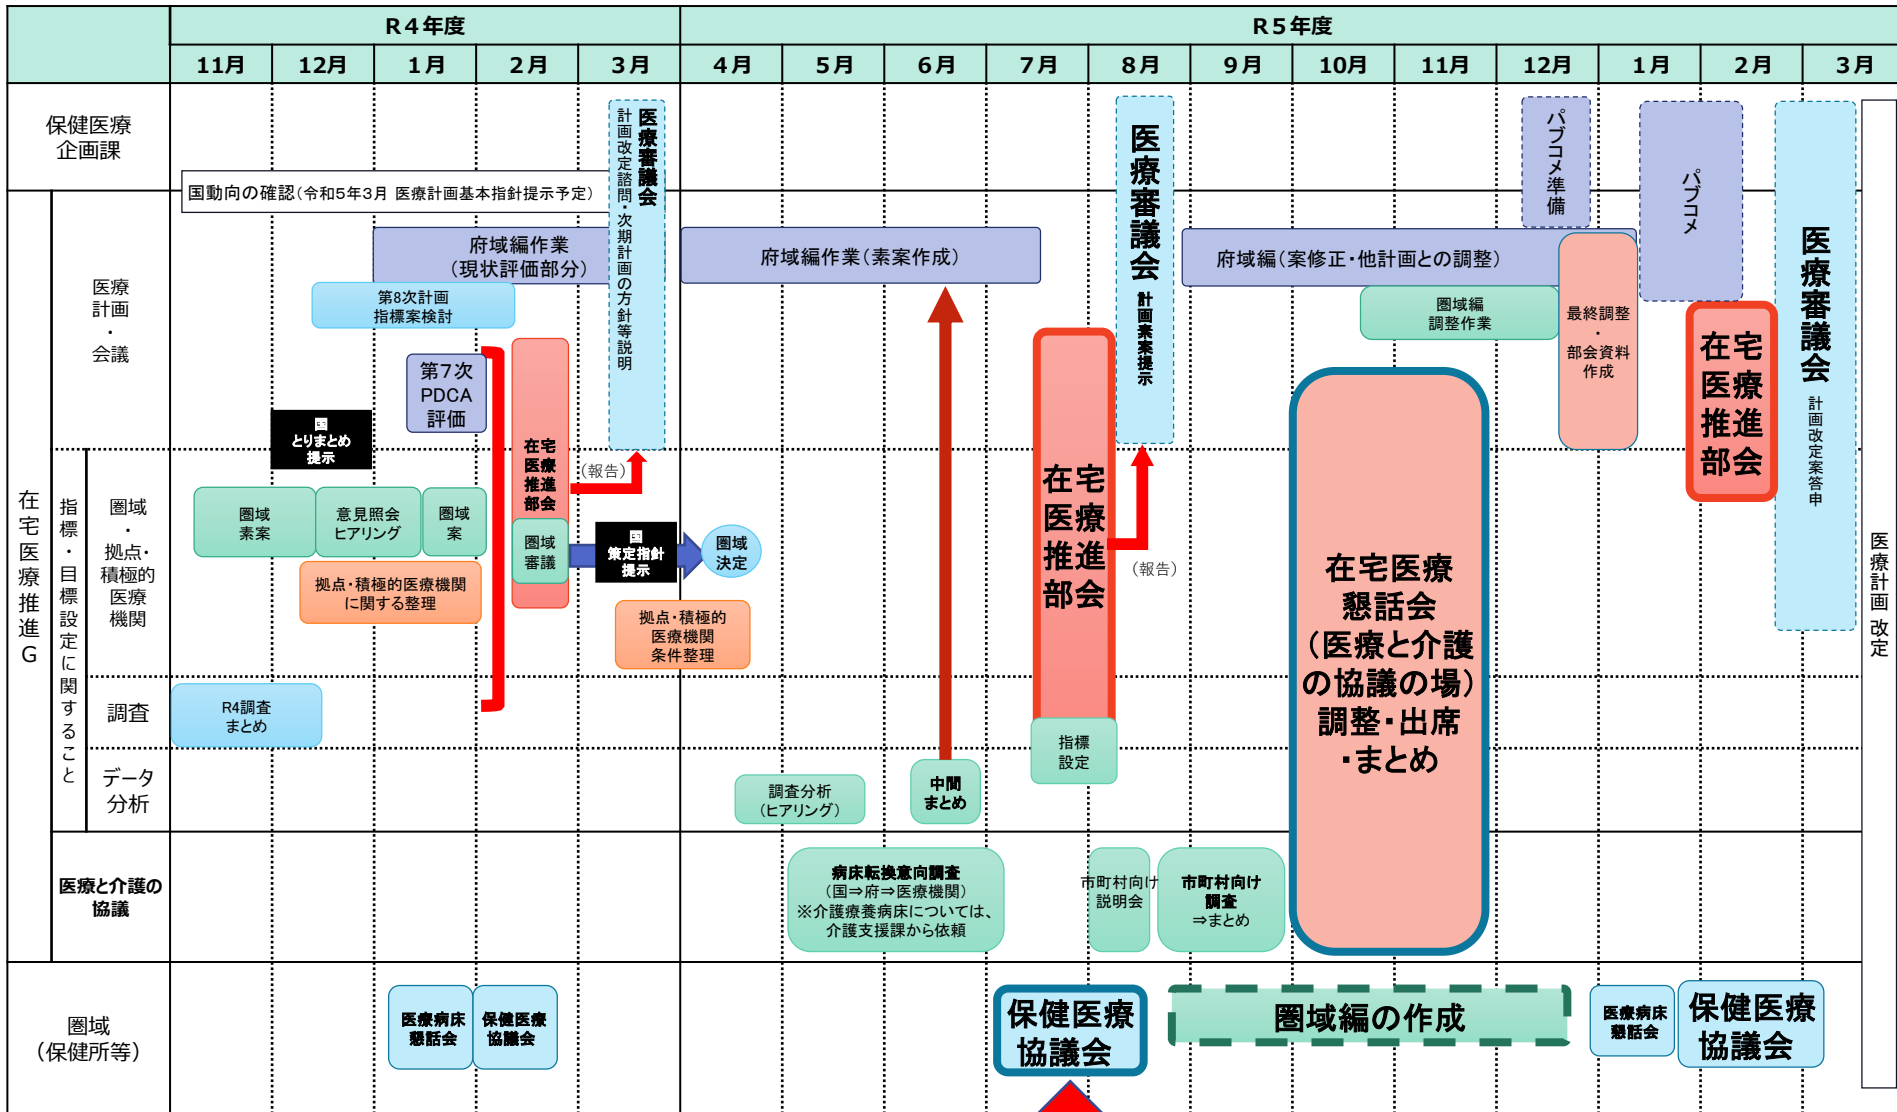 R4年度
R5年度
11月
12月
1月
2月
3月
4月
5月
6月
7月
8月
9月
10月
11月
12月
1月
2月
3月
保健医療
企画課
国動向の確認(令和5年3月 医療計画基本指針提示予定)
医療審議会
計画改定諮問・次期計画の方針等説明
医療審議会
計画素案提示
パブコメ準備
パブコメ
医療審議会
計画改定案答申
医療計画 改定
在宅医療推進G
医療
計画
・
会議
府域編作業
(現状評価部分)
府域編作業(素案作成)
府域編(案修正・他計画との調整)
第8次計画
指標案検討
圏域編
調整作業
最終調整
・
部会資料
作成
第7次
PDCA
評価
国
とりまとめ
提示
在宅
医療
推進
部会
(報告)
在宅
医療
推進
部会
(報告)
在宅
医療
推進
部会
指標・目標設定に関すること
圏域
・
拠点・
積極的
医療
機関
圏域
素案
意見照会
ヒアリング
圏域
案
圏域
審議
国
策定指針
提示
圏域
決定
拠点・積極的医療機関
に関する整理
拠点・積極的
医療機関
条件整理
在宅医療
懇話会
(医療と介護
の協議の場)
調整・出席
・まとめ
調査
R4調査
まとめ
指標
設定
データ
分析
調査分析
(ヒアリング)
中間
まとめ
医療と介護の
協議
病床転換意向調査
(国⇒府⇒医療機関)
※介護療養病床については、
介護支援課から依頼
市町村向け
説明会
市町村向け
調査
⇒まとめ
圏域
(保健所等)
医療病床
懇話会
保健医療
協議会
保健医療
協議会
圏域編の作成
医療病床
懇話会
保健医療
協議会